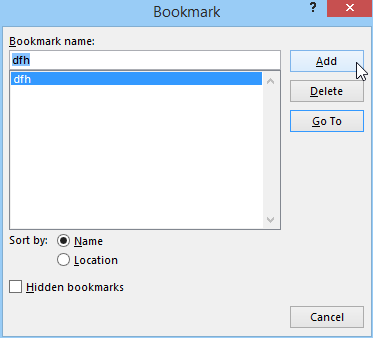 Bookmark
?
Bookmark name:
dfh
dfh
Add
Delete
Go To
Sort by:
Name
Location
Hidden bookmarks
Cancel